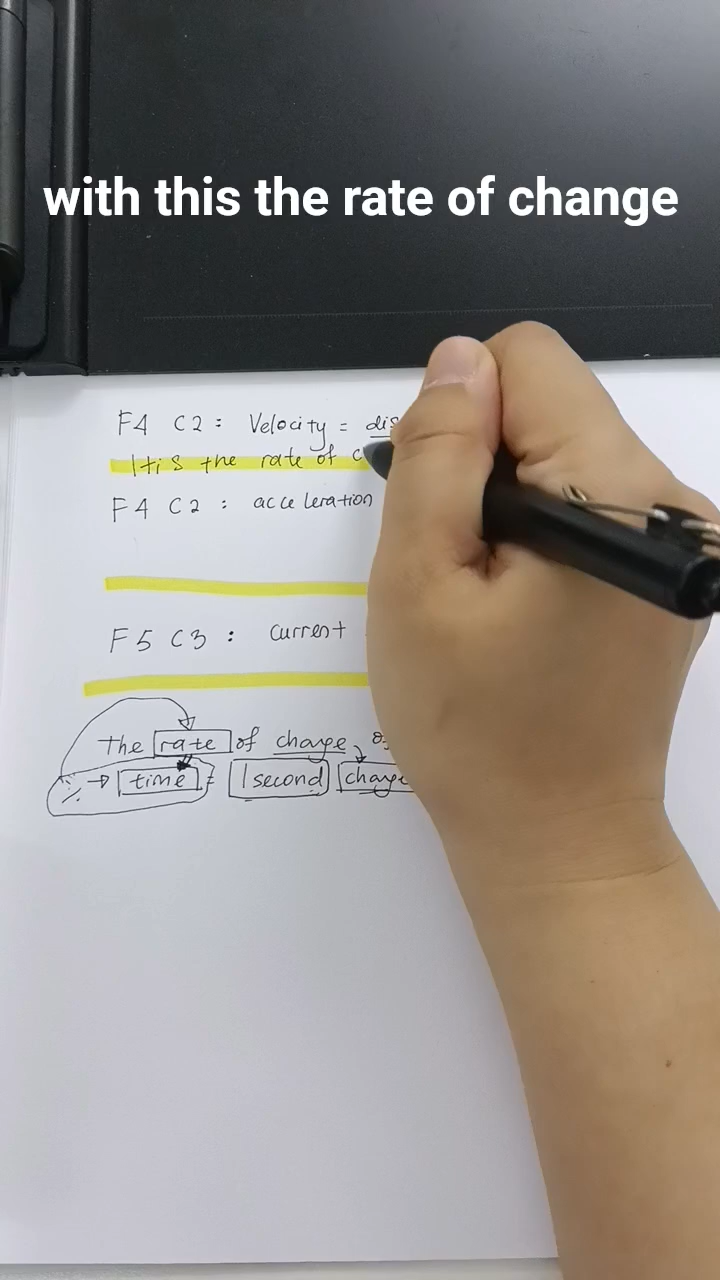 with this the rate of change
F4 C2: Velocity = dis
It is the rate of c
F4 C2: acceleration
F5 C3: current
The rate of change
time = 1 second change